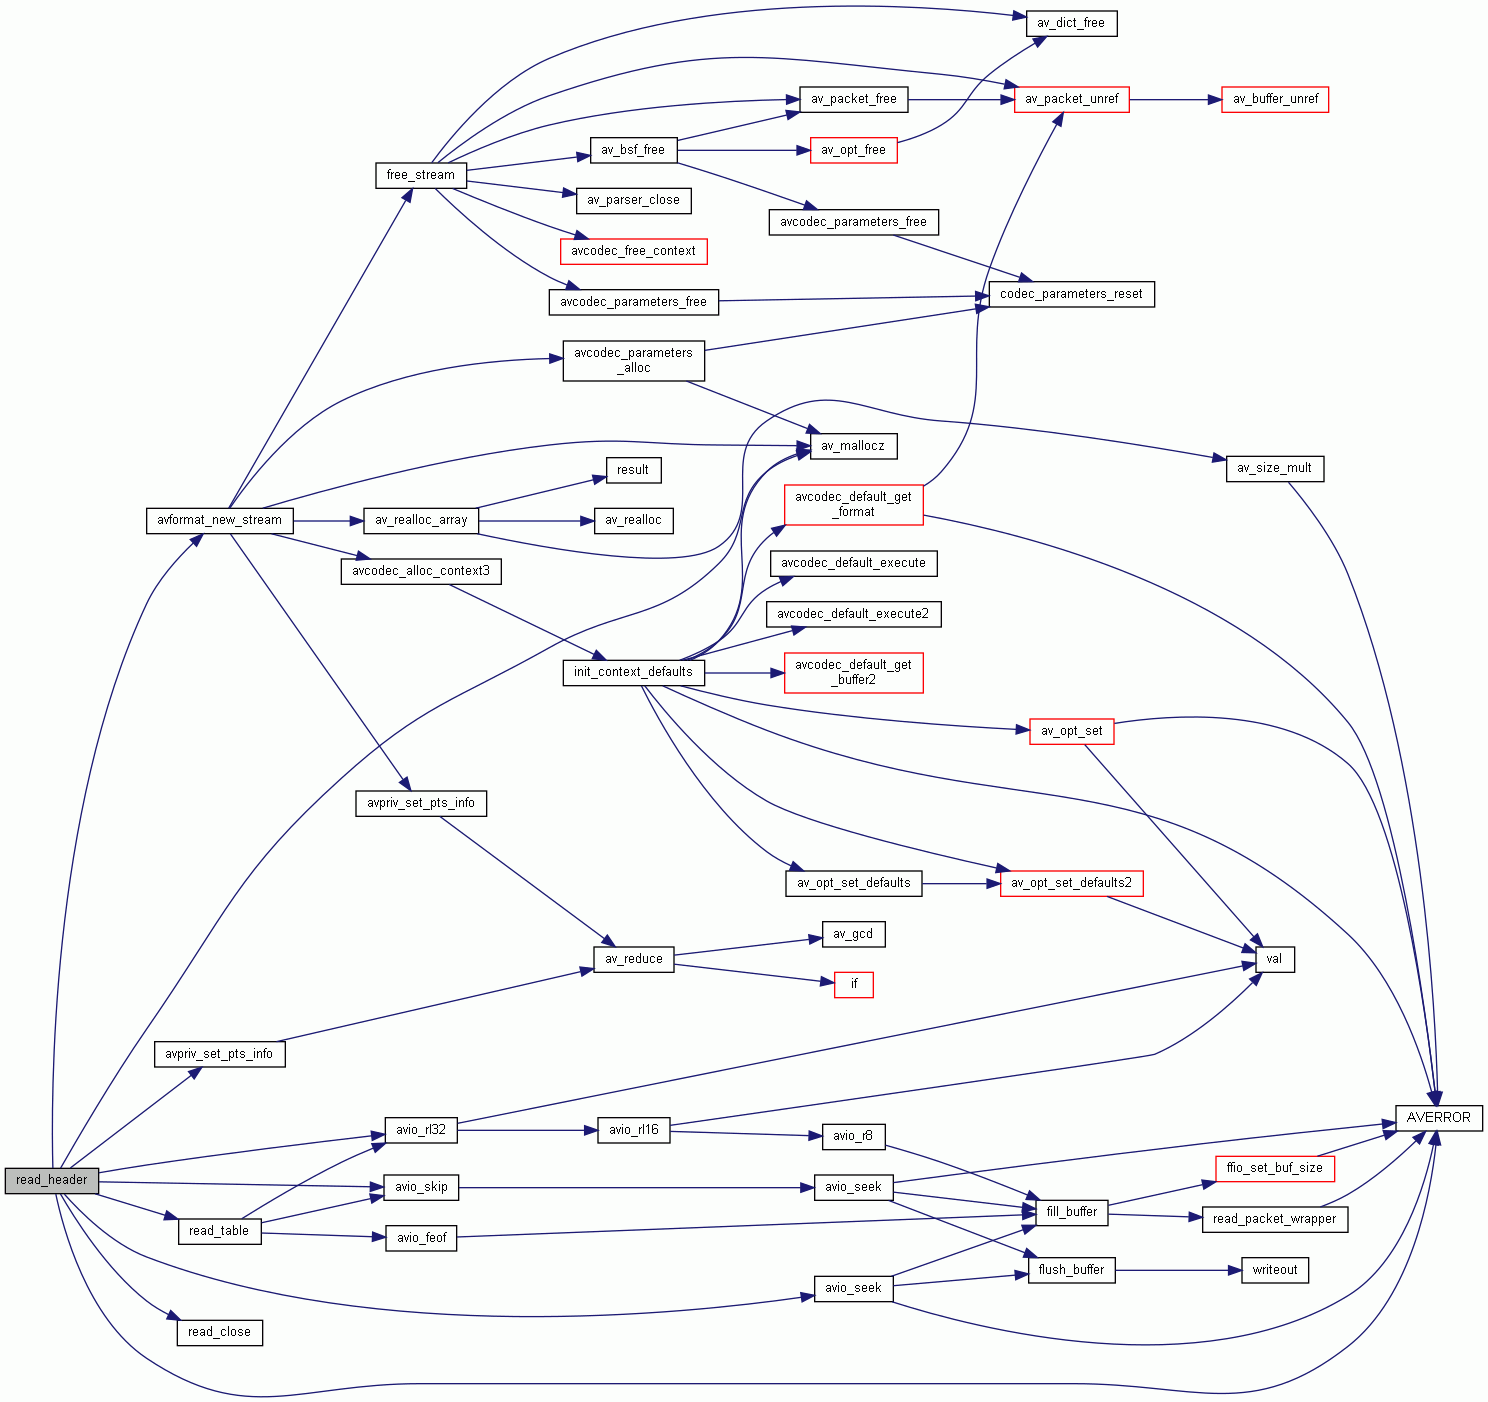 av_dict_free
av_packet_free
av_packet_unref
av_buffer_unref
av_bsf_free
av_opt_free
free_stream
av_parser_close
avcodec_parameters_free
avcodec_free_context
avcodec_parameters_free
codec_parameters_reset
avcodec_parameters
_alloc
av_mallocz
result
av_size_mult
avcodec_default_get
_format
avformat_new_stream
av_realloc_array
av_realloc
avcodec_alloc_context3
avcodec_default_execute
avcodec_default_execute2
init_context_defaults
avcodec_default_get
_buffer2
av_opt_set
avpriv_set_pts_info
av_opt_set_defaults
av_opt_set_defaults2
av_gcd
av_reduce
val
if
avpriv_set_pts_info
avio_rl32
avio_rl16
avio_r8
AVERROR
ffio_set_buf_size
read_header
avio_skip
avio_seek
fill_buffer
read_packet_wrapper
read_table
avio_feof
flush_buffer
writeout
avio_seek
read_close